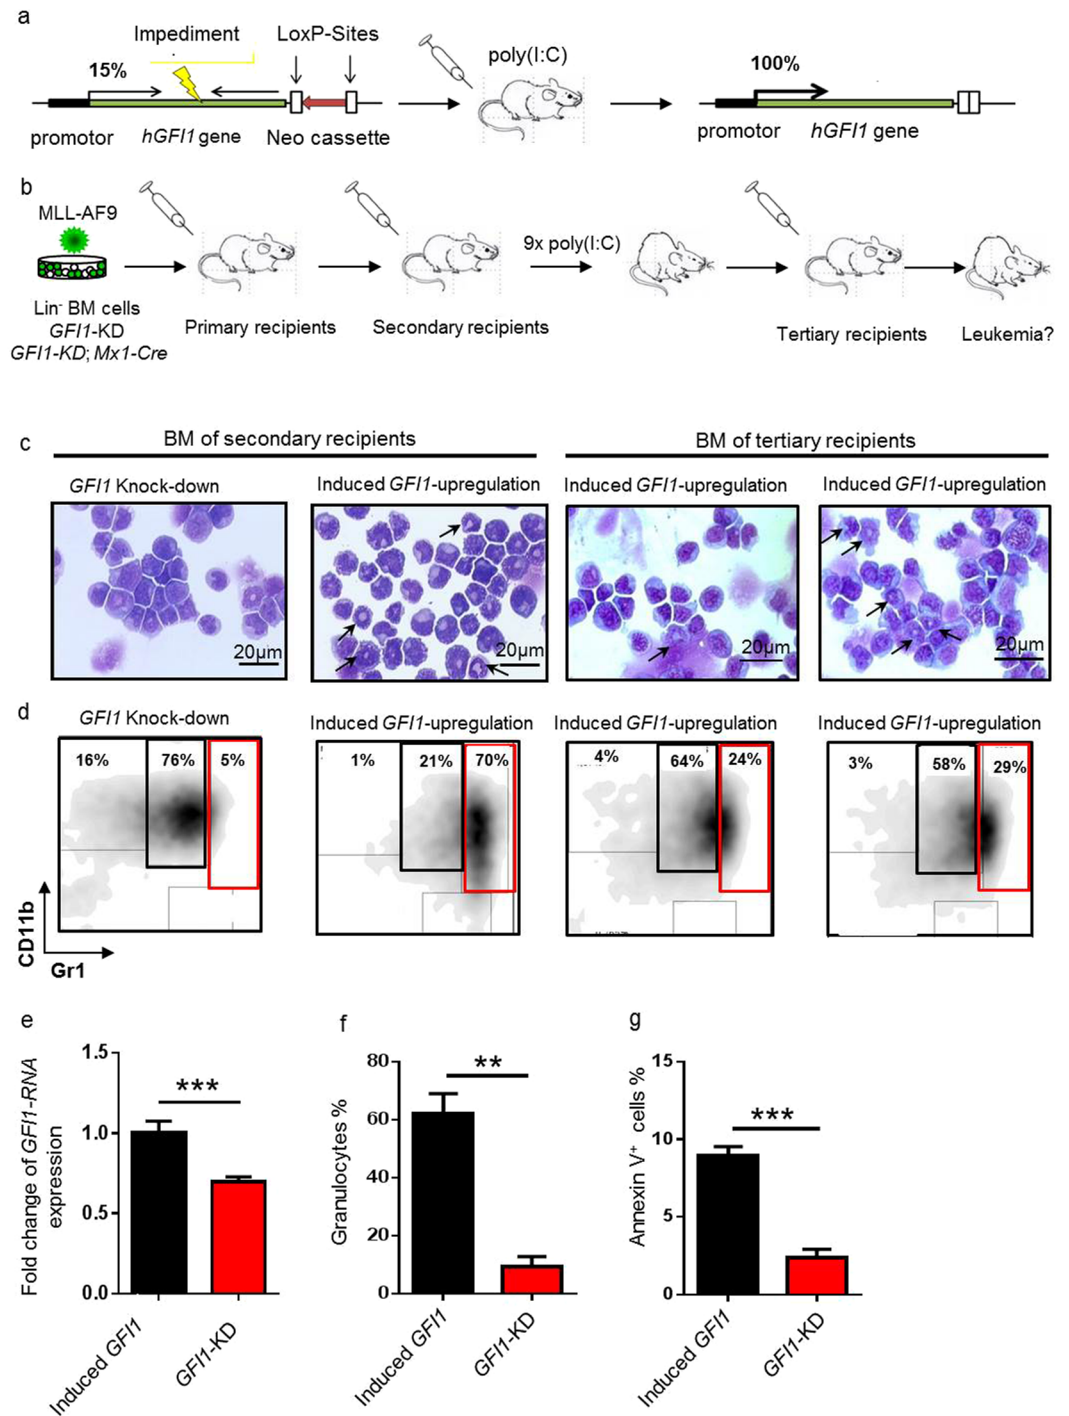 a
Impediment
LoxP-Sites
15%
poly(I:C)
100%
promotor
hGFI1 gene
Neo cassette
promotor
hGFI1 gene
b
MLL-AF9
9x poly(I:C)
Lin- BM cells
GFI1-KD
GFI1-KD; Mx1-Cre
Primary recipients
Secondary recipients
Tertiary recipients
Leukemia?
c
BM of secondary recipients
BM of tertiary recipients
GFI1 Knock-down
Induced GFI1-upregulation
Induced GFI1-upregulation
Induced GFI1-upregulation
20μm
20μm
20μm
20μm
d
GFI1 Knock-down
Induced GFI1-upregulation
Induced GFI1-upregulation
Induced GFI1-upregulation
16% 76% 5%
1% 21% 70%
4% 64% 24%
3% 58% 29%
CD11b
Gr1
e
Fold change of GFI1-RNA
expression
1.5
1.0
0.5
0.0
***
Induced GFI1
GFI1-KD
f
Granulocytes %
80
60
40
20
0
**
Induced GFI1
GFI1-KD
g
Annexin V+ cells %
15
10
5
0
***
Induced GFI1
GFI1-KD